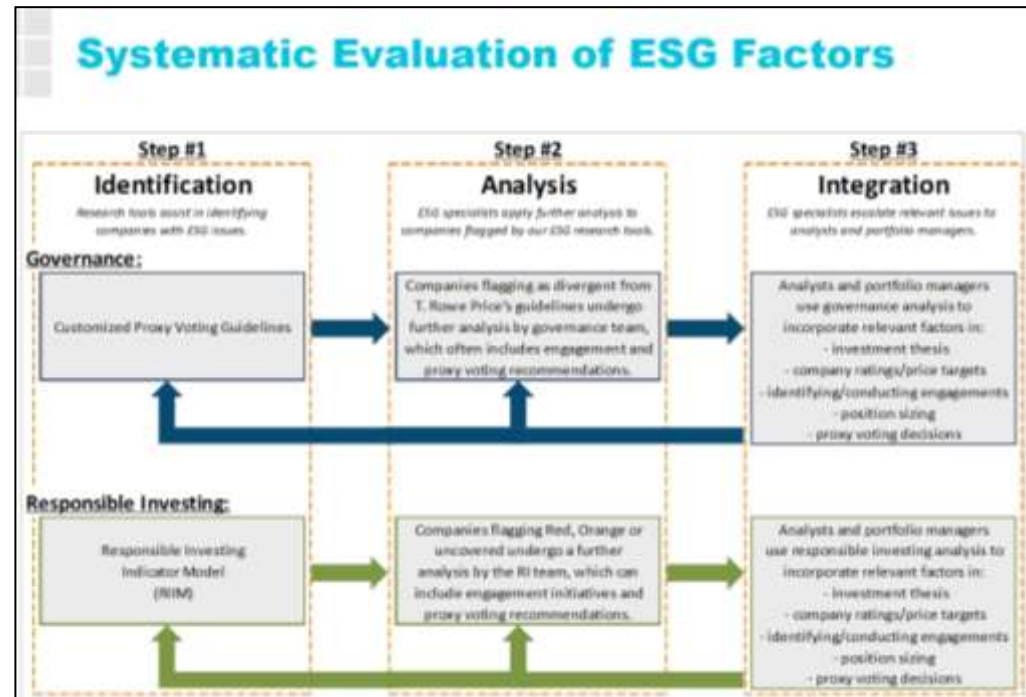 Systematic Evaluation of ESG Factors
Step #1
Identification
Research tools assist in identifying
companies with ESG issues.
Step #2
Analysis
ESG specialists apply further analysis to
companies flagged by our ESG research tools.
Step #3
Integration
ESG specialists escalate relevant issues to
analysts and portfolio managers.
Governance:
Customized Proxy Voting Guidelines
Companies flagging as divergent from
T. Rowe Price's guidelines undergo
further analysis by governance team,
which often includes engagement and
proxy voting recommendations.
Analysts and portfolio managers
use governance analysis to
incorporate relevant factors in:
- investment thesis
- company ratings/price targets
- identifying/conducting engagements
- position sizing
- proxy voting decisions
Responsible Investing:
Responsible Investing
Indicator Model
(RIIM)
Companies flagging Red, Orange or
uncovered undergo a further
analysis by the RI team, which can
include engagement initiatives and
proxy voting recommendations.
Analysts and portfolio managers
use responsible investing analysis to
incorporate relevant factors in:
- investment thesis
- company ratings/price targets
- identifying/conducting engagements
- position sizing
- proxy voting decisions